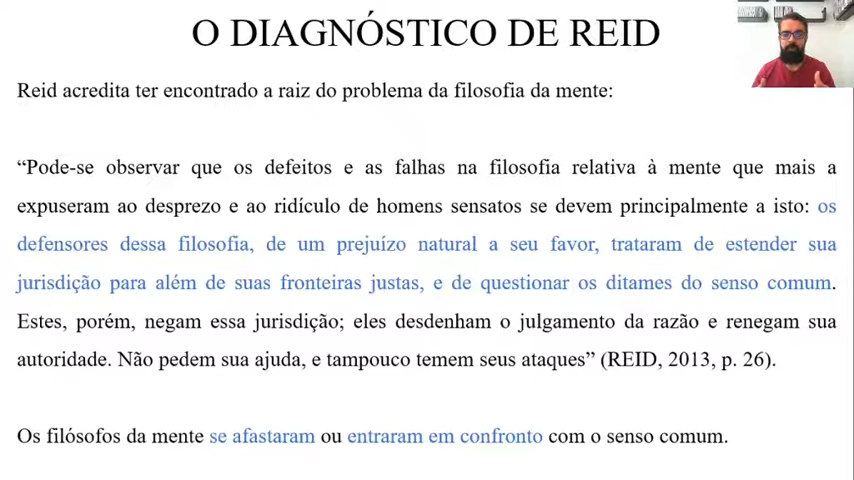 O DIAGNÓSTICO DE REID
Reid acredita ter encontrado a raiz do problema da filosofia da mente:
“Pode-se observar que os defeitos e as falhas na filosofia relativa à mente que mais a
expuseram ao desprezo e ao ridículo de homens sensatos se devem principalmente a isto: os
defensores dessa filosofia, de um prejuízo natural a seu favor, trataram de estender sua
jurisdição para além de suas fronteiras justas, e de questionar os ditames do senso comum.
Estes, porém, negam essa jurisdição; eles desdenham o julgamento da razão e renegam sua
autoridade. Não pedem sua ajuda, e tampouco temem seus ataques” (REID, 2013, p. 26).
Os filósofos da mente se afastaram ou entraram em confronto com o senso comum.